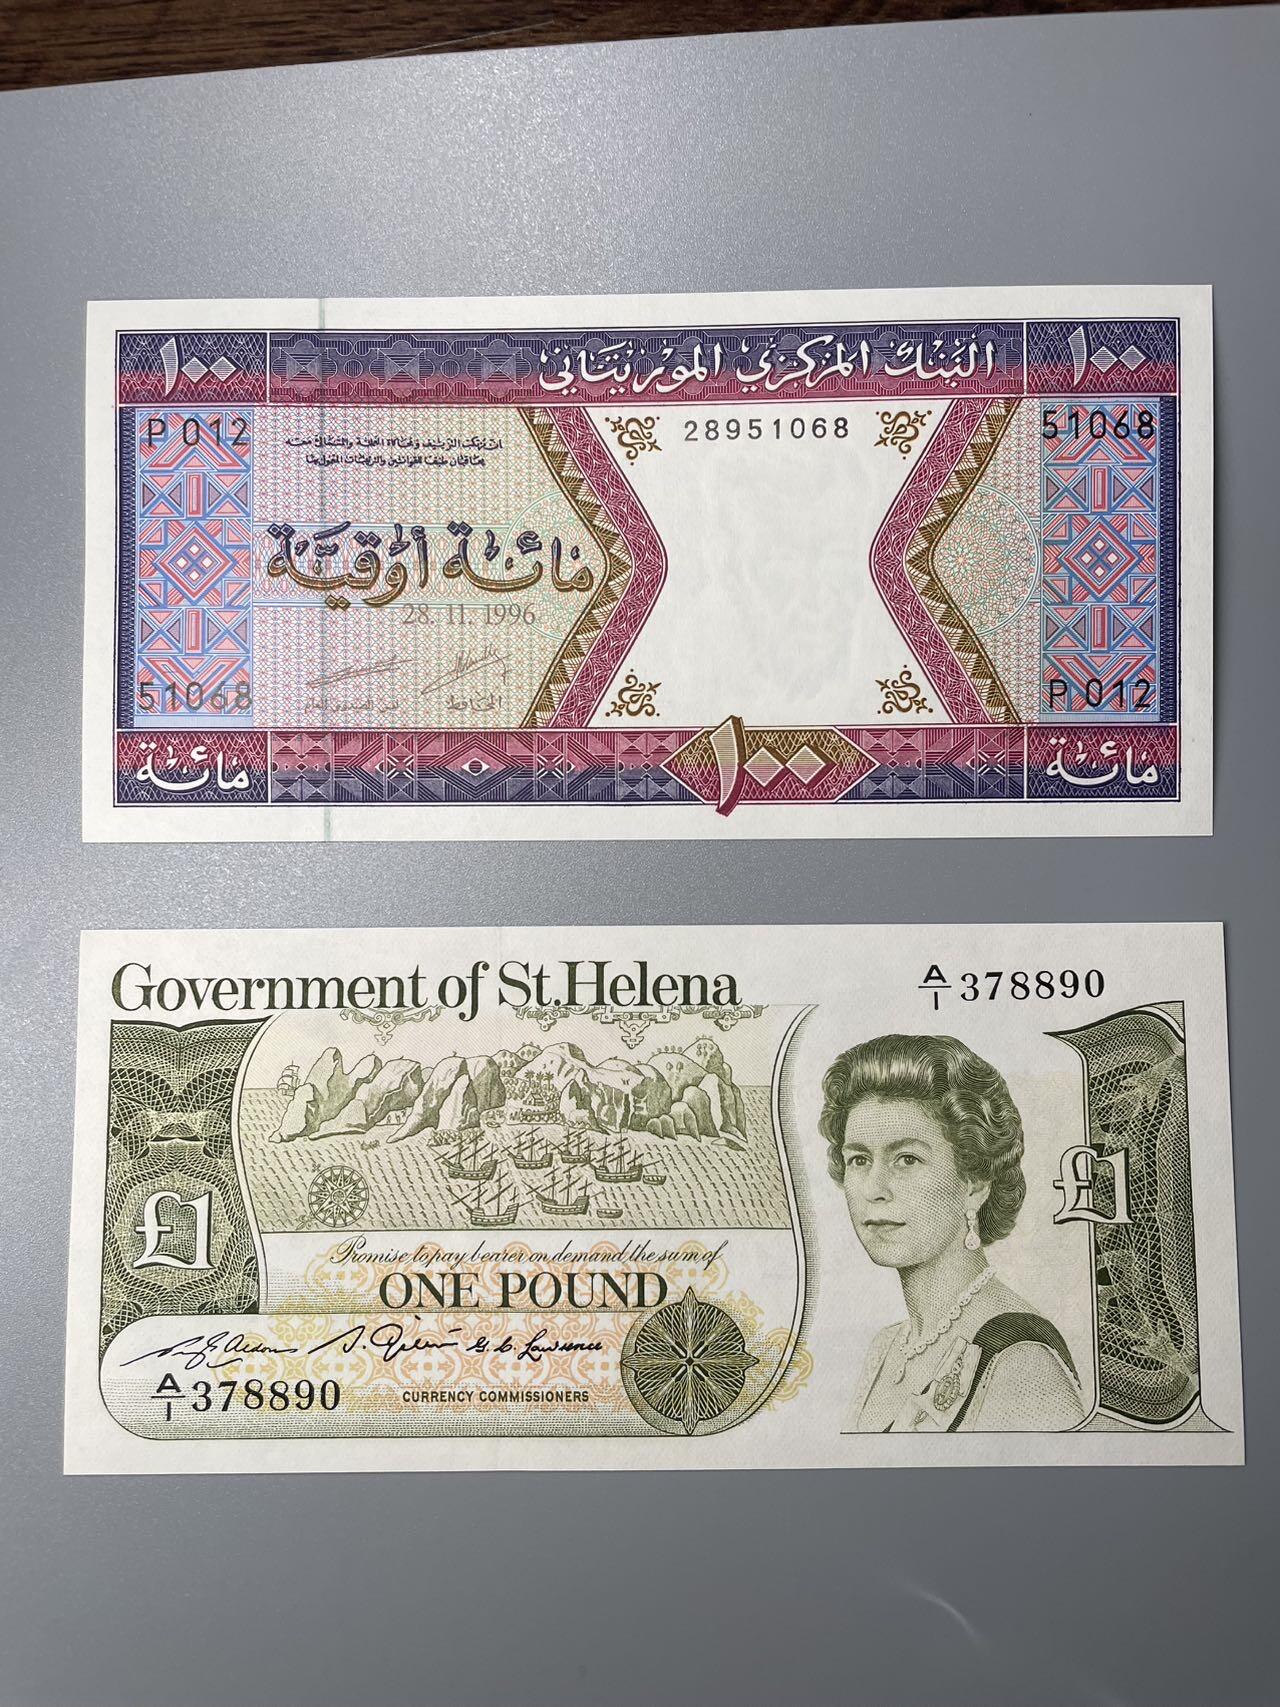 ١٠٠ البنك المركزي الموريتاني ١٠٠
P 012 28951068 51068
مائة أوقية
28.11.1996
51068 المحافظ P 012
مائة ١٠٠ مائة
Government of St.Helena
A/1 378890
£1 £1
Promise to pay bearer on demand the sum of
ONE POUND
G. C. Lawrence
A/1 378890 CURRENCY COMMISSIONERS